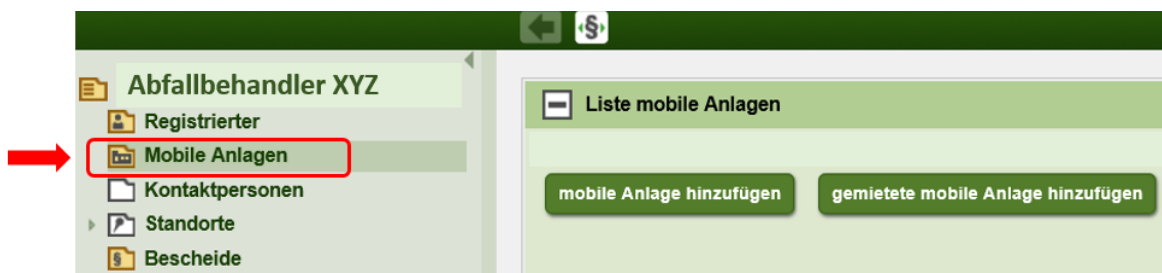 Abfallbehandler XYZ
Registrierter
Mobile Anlagen
Kontaktpersonen
Standorte
Bescheide
§
Liste mobile Anlagen
mobile Anlage hinzufügen
gemietete mobile Anlage hinzufügen